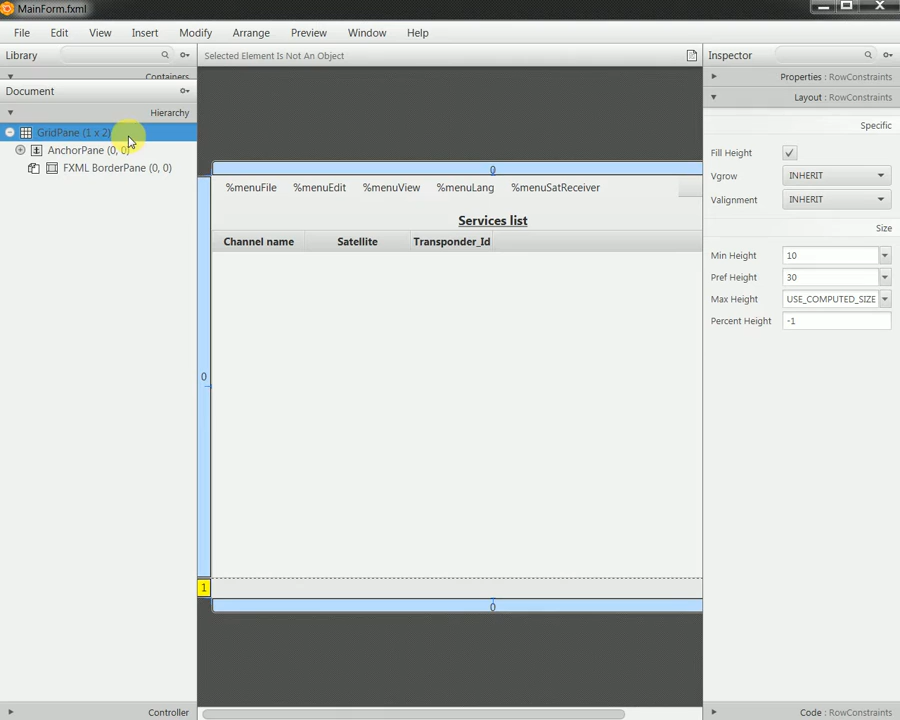 MainForm.fxml
File Edit View Insert Modify Arrange Preview Window Help
Library
Containers
Document
Hierarchy
GridPane (1 x 2)
AnchorPane (0, 0)
FXML BorderPane (0, 0)
Controller
Selected Element Is Not An Object
0
%menuFile %menuEdit %menuView %menuLang %menuSatReceiver
Services list
Channel name Satellite Transponder_Id
0
1
0
Inspector
Properties : RowConstraints
Layout : RowConstraints
Specific
Fill Height
Vgrow INHERIT
Valignment INHERIT
Size
Min Height 10
Pref Height 30
Max Height USE_COMPUTED_SIZE
Percent Height -1
Code : RowConstraints